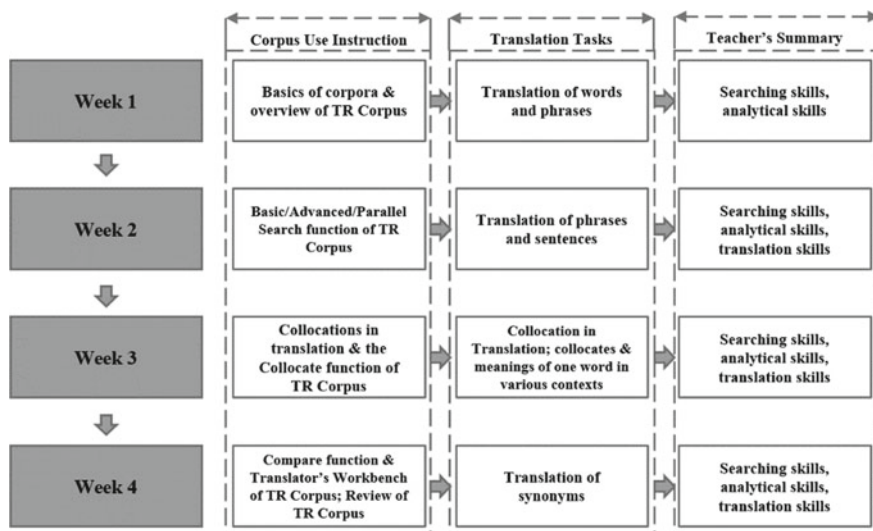 Corpus Use Instruction
Translation Tasks
Teacher's Summary
Week 1
Basics of corpora &
overview of TR Corpus
Translation of words
and phrases
Searching skills,
analytical skills
Week 2
Basic/Advanced/Parallel
Search function of TR
Corpus
Translation of phrases
and sentences
Searching skills,
analytical skills,
translation skills
Week 3
Collocations in
translation & the
Collocate function of
TR Corpus
Collocation in
Translation; collocates &
meanings of one word in
various contexts
Searching skills,
analytical skills,
translation skills
Week 4
Compare function &
Translator's Workbench
of TR Corpus; Review of
TR Corpus
Translation of
synonyms
Searching skills,
analytical skills,
translation skills